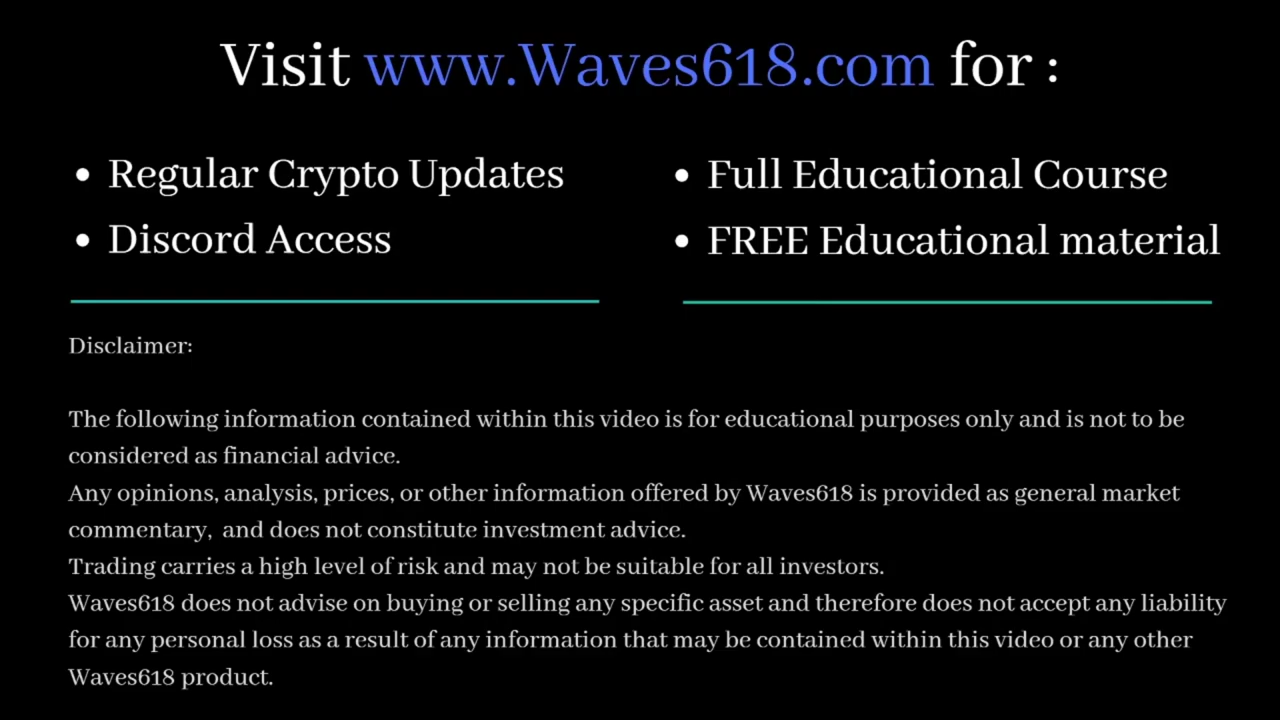 Visit www.Waves618.com for :
• Regular Crypto Updates
• Discord Access
• Full Educational Course
• FREE Educational material
Disclaimer:
The following information contained within this video is for educational purposes only and is not to be
considered as financial advice.
Any opinions, analysis, prices, or other information offered by Waves618 is provided as general market
commentary,  and does not constitute investment advice.
Trading carries a high level of risk and may not be suitable for all investors.
Waves618 does not advise on buying or selling any specific asset and therefore does not accept any liability
for any personal loss as a result of any information that may be contained within this video or any other
Waves618 product.